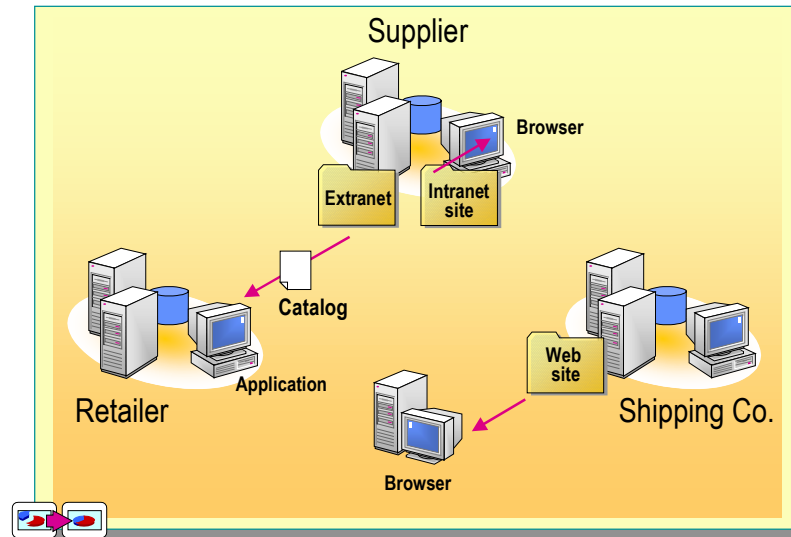 Supplier
Browser
Extranet
Intranet
site
Catalog
Application
Retailer
Web
site
Shipping Co.
Browser